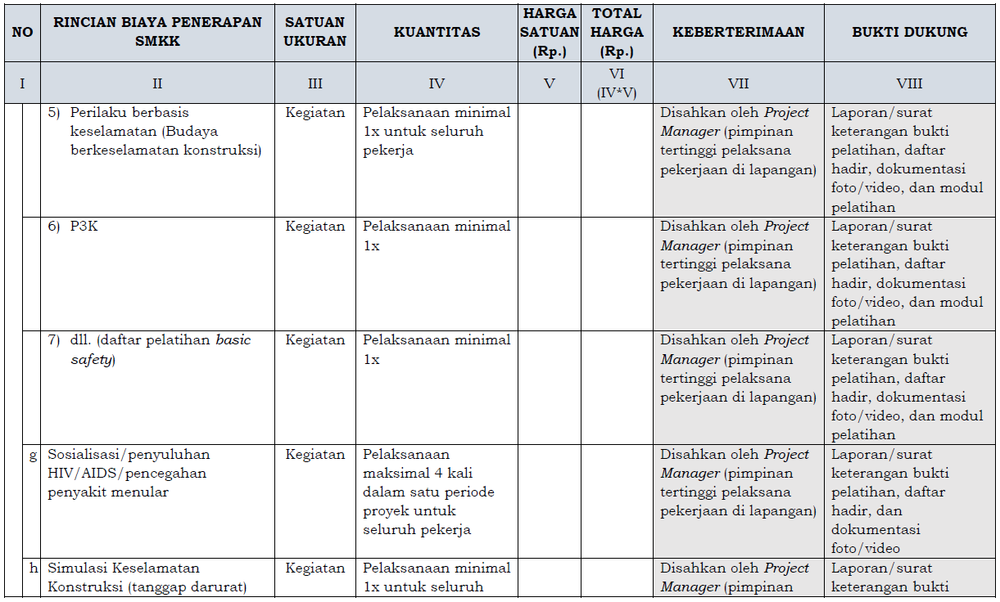 NO
RINCIAN BIAYA PENERAPAN
SMKK
SATUAN
UKURAN
KUANTITAS
HARGA
SATUAN
(Rp.)
TOTAL
HARGA
(Rp.)
KEBERTERIMAAN
BUKTI DUKUNG
I
II
III
IV
V
VI
(IV*V)
VII
VIII
5) Perilaku berbasis
keselamatan (Budaya
berkeselamatan konstruksi)
Kegiatan
Pelaksanaan minimal
1x untuk seluruh
pekerja
Disahkan oleh Project
Manager (pimpinan
tertinggi pelaksana
pekerjaan di lapangan)
Laporan/surat
keterangan bukti
pelatihan, daftar
hadir, dokumentasi
foto/video, dan modul
pelatihan
6) P3K
Kegiatan
Pelaksanaan minimal
1x
Disahkan oleh Project
Manager (pimpinan
tertinggi pelaksana
pekerjaan di lapangan)
Laporan/surat
keterangan bukti
pelatihan, daftar
hadir, dokumentasi
foto/video, dan modul
pelatihan
7) dll. (daftar pelatihan basic
safety)
Kegiatan
Pelaksanaan minimal
1x
Disahkan oleh Project
Manager (pimpinan
tertinggi pelaksana
pekerjaan di lapangan)
Laporan/surat
keterangan bukti
pelatihan, daftar
hadir, dokumentasi
foto/video, dan modul
pelatihan
g
Sosialisasi/penyuluhan
HIV/AIDS/pencegahan
penyakit menular
Kegiatan
Pelaksanaan
maksimal 4 kali
dalam satu periode
proyek untuk
seluruh pekerja
Disahkan oleh Project
Manager (pimpinan
tertinggi pelaksana
pekerjaan di lapangan)
Laporan/surat
keterangan bukti
pelatihan, daftar
hadir, dan
dokumentasi
foto/video
h
Simulasi Keselamatan
Konstruksi (tanggap darurat)
Kegiatan
Pelaksanaan minimal
1x untuk seluruh
Disahkan oleh Project
Manager (pimpinan
Laporan/surat
keterangan bukti